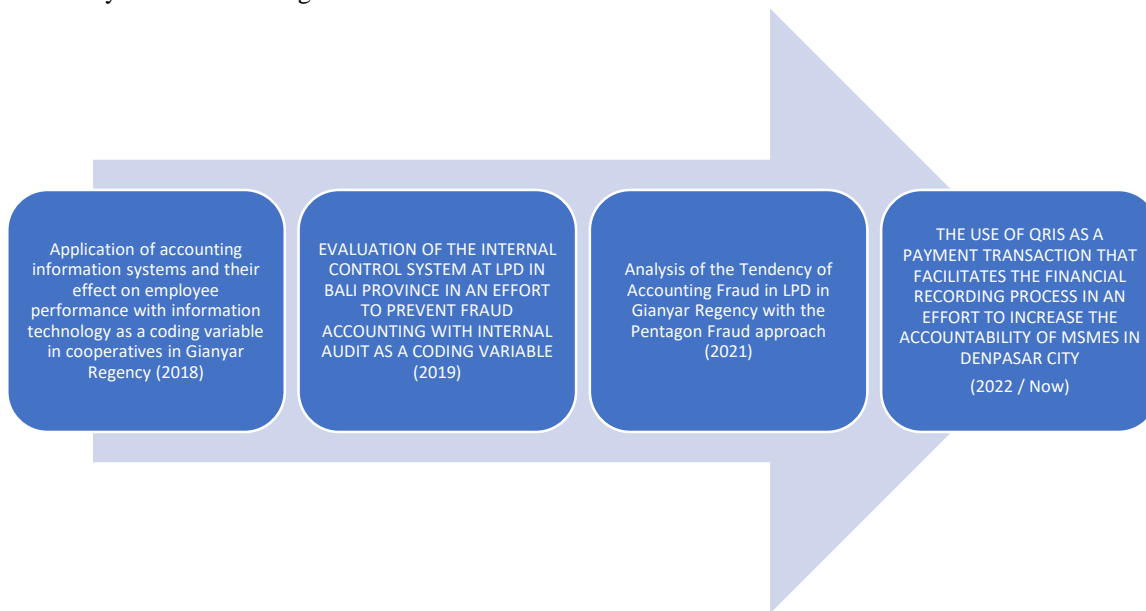 Application of accounting
information systems and their
effect on employee
performance with information
technology as a coding variable
in cooperatives in Gianyar
Regency (2018)
EVALUATION OF THE INTERNAL
CONTROL SYSTEM AT LPD IN
BALI PROVINCE IN AN EFFORT
TO PREVENT FRAUD
ACCOUNTING WITH INTERNAL
AUDIT AS A CODING VARIABLE
(2019)
Analysis of the Tendency of
Accounting Fraud in LPD in
Gianyar Regency with the
Pentagon Fraud approach
(2021)
THE USE OF QRIS AS A
PAYMENT TRANSACTION THAT
FACILITATES THE FINANCIAL
RECORDING PROCESS IN AN
EFFORT TO INCREASE THE
ACCOUNTABILITY OF MSMES IN
DENPASAR CITY
(2022 / Now)